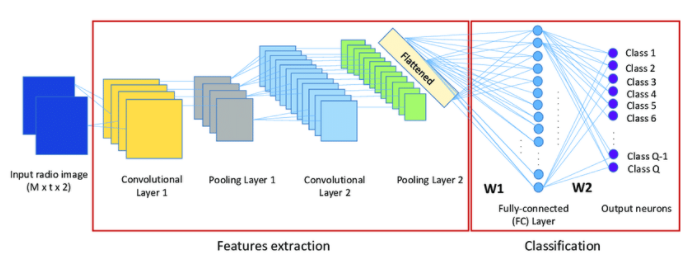 Input radio image
(M x t x 2)
Convolutional
Layer 1
Pooling Layer 1
Convolutional
Layer 2
Pooling Layer 2
Flattened
W1
W2
Fully-connected
(FC) Layer
Class 1
Class 2
Class 3
Class 4
Class 5
Class 6
Class Q-1
Class Q
Output neurons
Features extraction
Classification